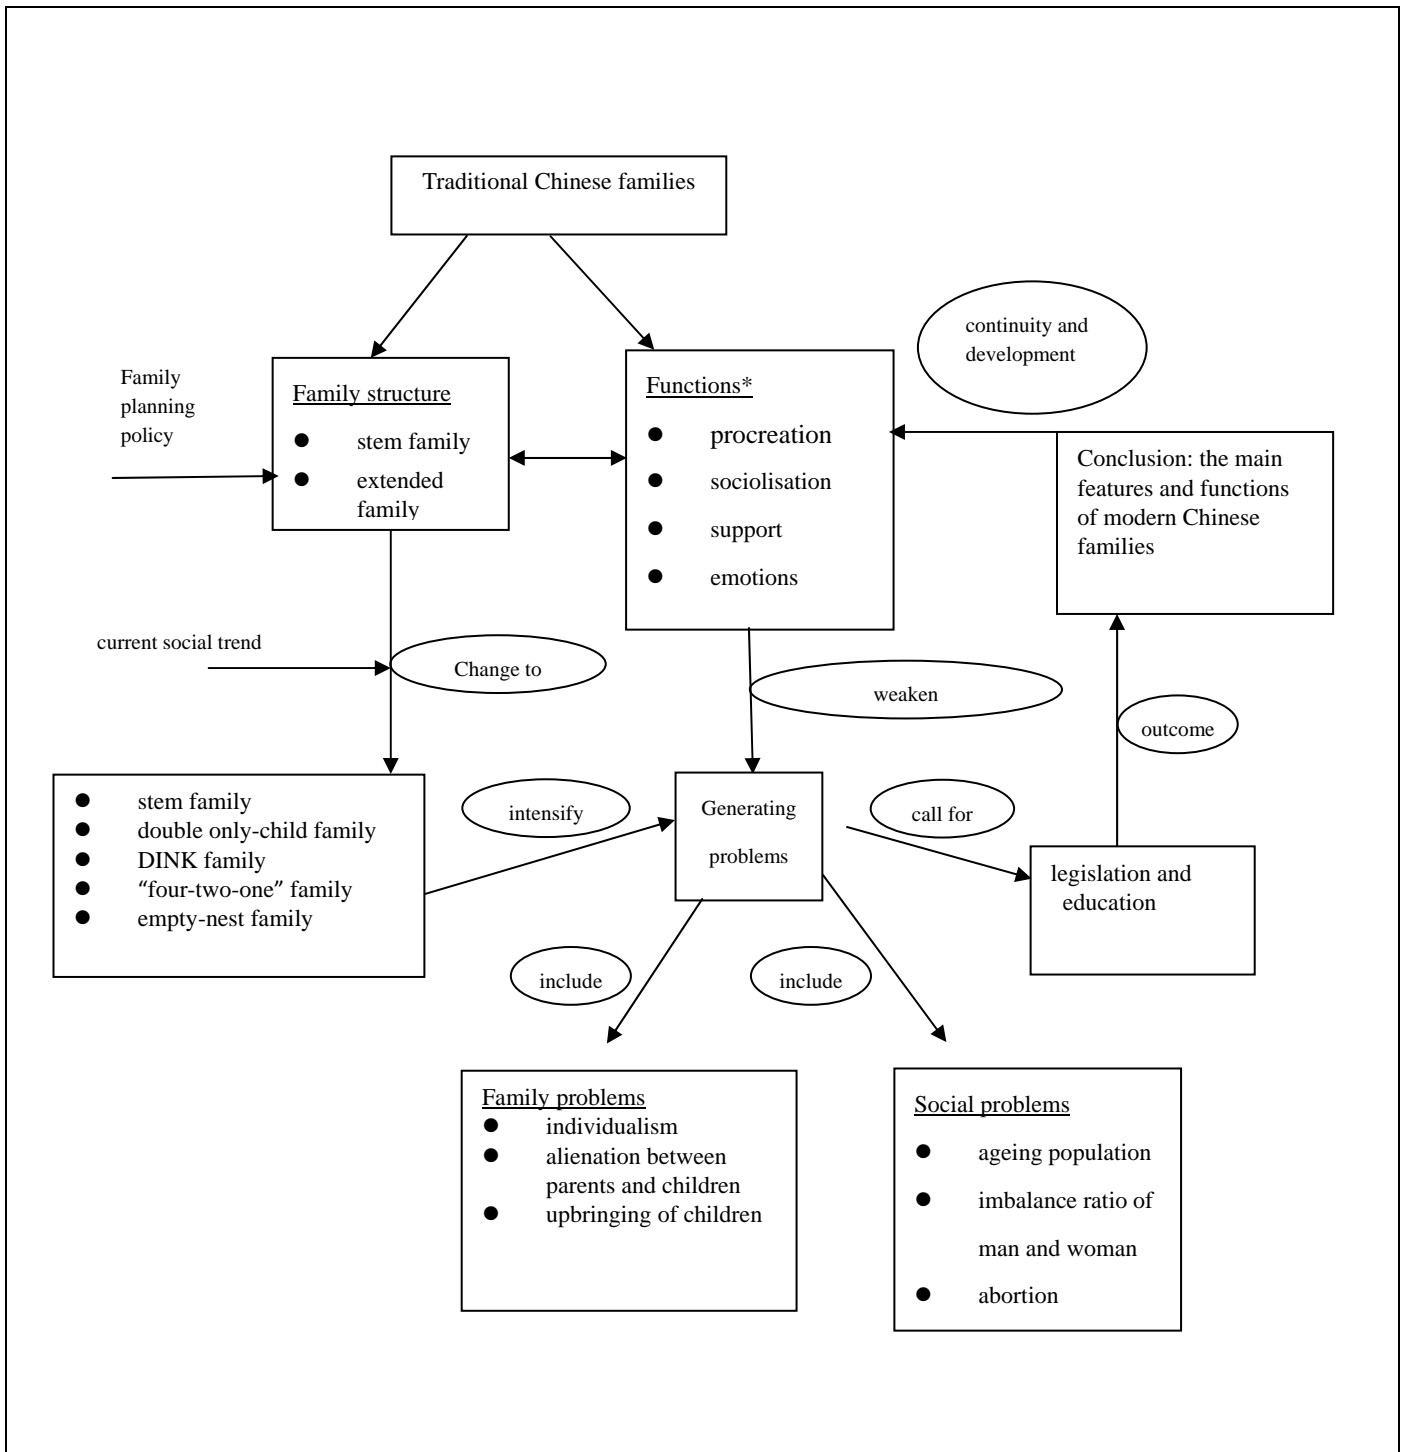 Traditional Chinese families
continuity and
development
Family
planning
policy
Family structure
● stem family
● extended
family
Functions*
● procreation
● sociolisation
● support
● emotions
Conclusion: the main
features and functions
of modern Chinese
families
current social trend
Change to
weaken
outcome
● stem family
● double only-child family
● DINK family
● “four-two-one” family
● empty-nest family
intensify
Generating
problems
call for
legislation and
education
include
include
Family problems
● individualism
● alienation between
parents and children
● upbringing of children
Social problems
● ageing population
● imbalance ratio of
man and woman
● abortion